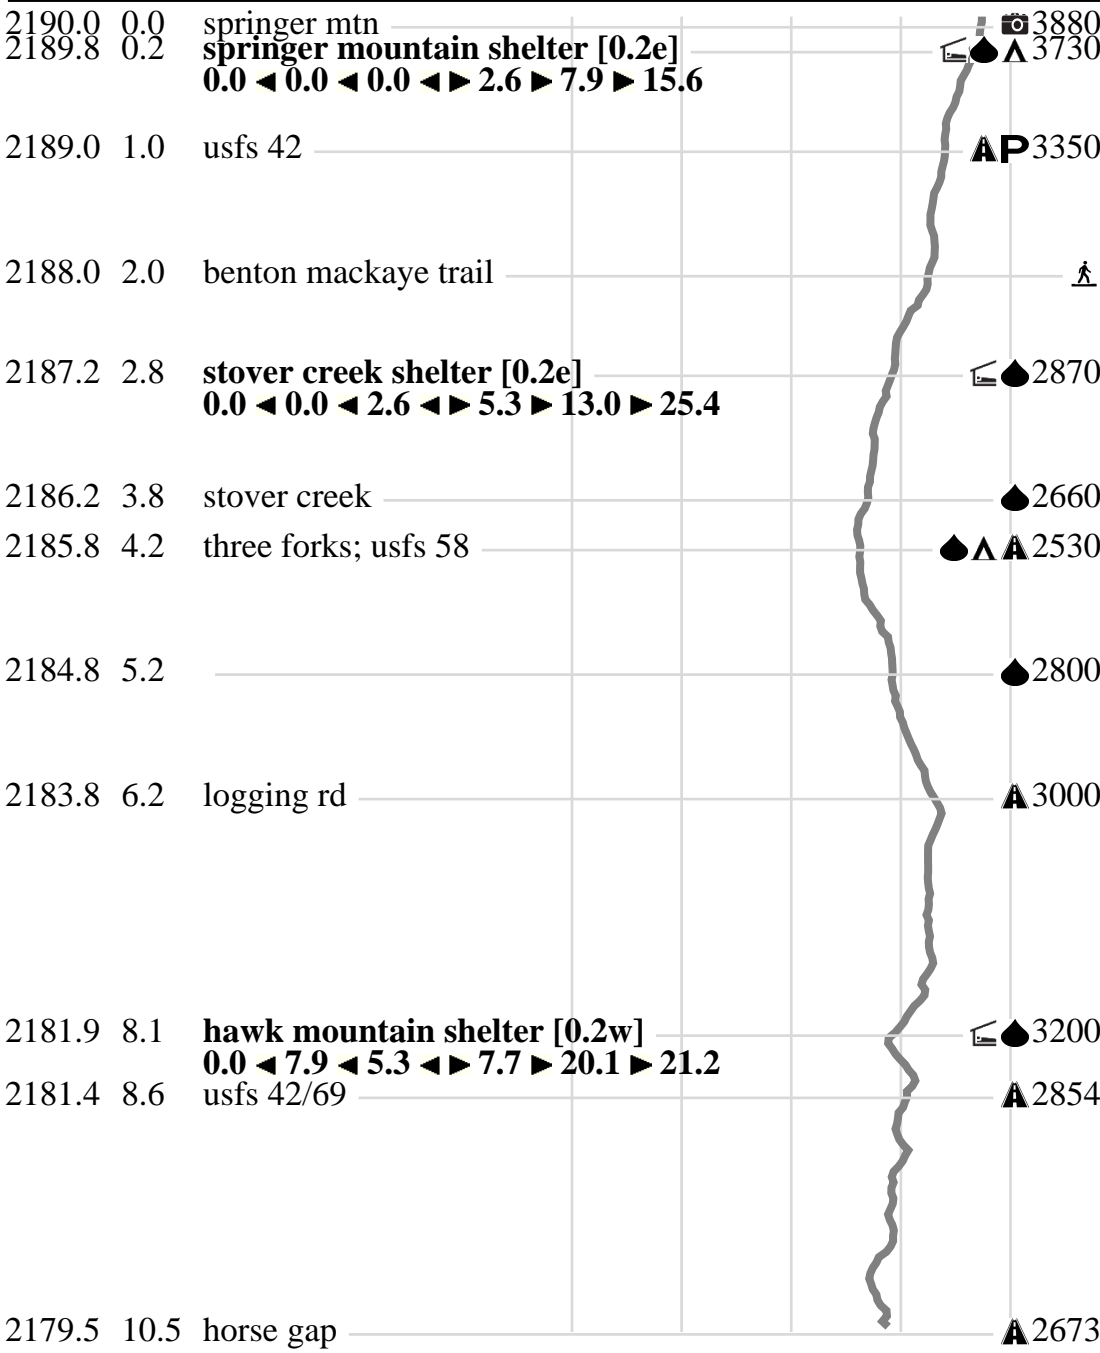 2190.0 0.0 springer mtn 3880
2189.8 0.2 springer mountain shelter [0.2e] 3730
0.0 ◄ 0.0 ◄ 0.0 ◄ ► 2.6 ► 7.9 ► 15.6
2189.0 1.0 usfs 42 P 3350
2188.0 2.0 benton mackaye trail
2187.2 2.8 stover creek shelter [0.2e] 2870
0.0 ◄ 0.0 ◄ 2.6 ◄ ► 5.3 ► 13.0 ► 25.4
2186.2 3.8 stover creek 2660
2185.8 4.2 three forks; usfs 58 2530
2184.8 5.2 2800
2183.8 6.2 logging rd 3000
2181.9 8.1 hawk mountain shelter [0.2w] 3200
0.0 ◄ 7.9 ◄ 5.3 ◄ ► 7.7 ► 20.1 ► 21.2
2181.4 8.6 usfs 42/69 2854
2179.5 10.5 horse gap 2673